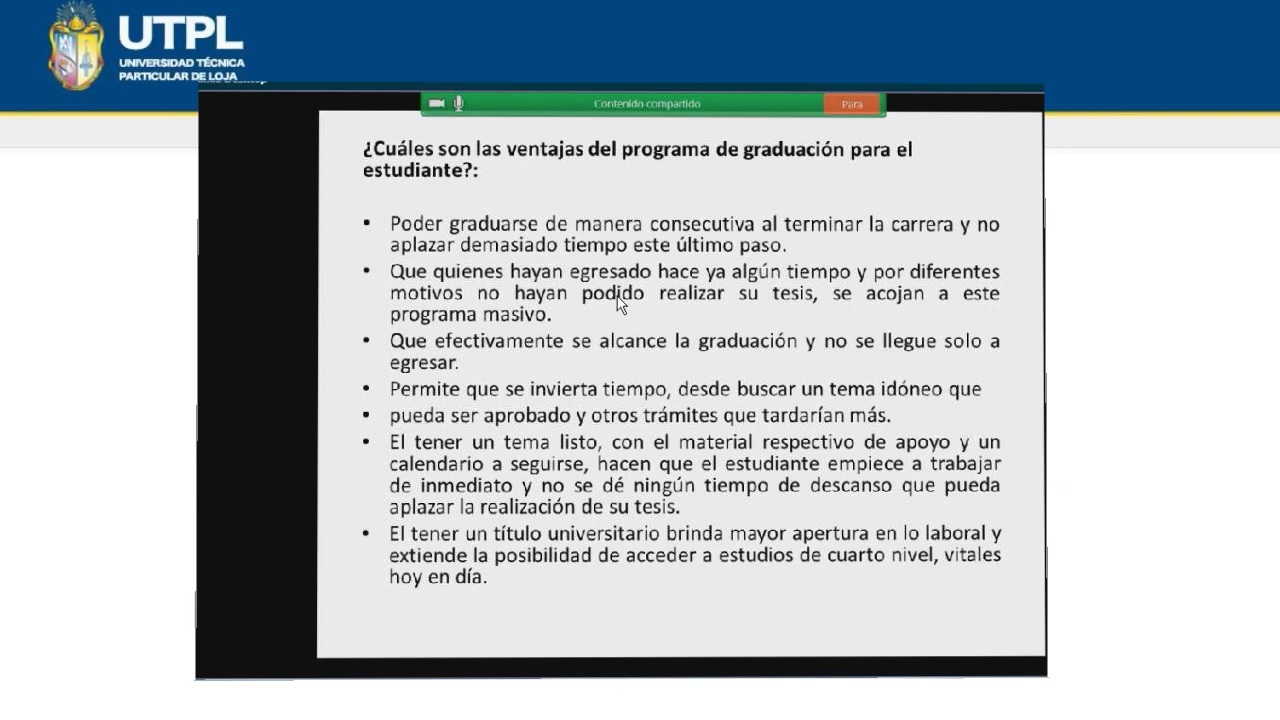 UTPL
UNIVERSIDAD TÉCNICA
PARTICULAR DE LOJA
Contenido compartido
Para
¿Cuáles son las ventajas del programa de graduación para el
estudiante?:
• Poder graduarse de manera consecutiva al terminar la carrera y no
aplazar demasiado tiempo este último paso.
• Que quienes hayan egresado hace ya algún tiempo y por diferentes
motivos no hayan podido realizar su tesis, se acojan a este
programa masivo.
• Que efectivamente se alcance la graduación y no se llegue solo a
egresar.
• Permite que se invierta tiempo, desde buscar un tema idóneo que
• pueda ser aprobado y otros trámites que tardarían más.
• El tener un tema listo, con el material respectivo de apoyo y un
calendario a seguirse, hacen que el estudiante empiece a trabajar
de inmediato y no se dé ningún tiempo de descanso que pueda
aplazar la realización de su tesis.
• El tener un título universitario brinda mayor apertura en lo laboral y
extiende la posibilidad de acceder a estudios de cuarto nivel, vitales
hoy en día.